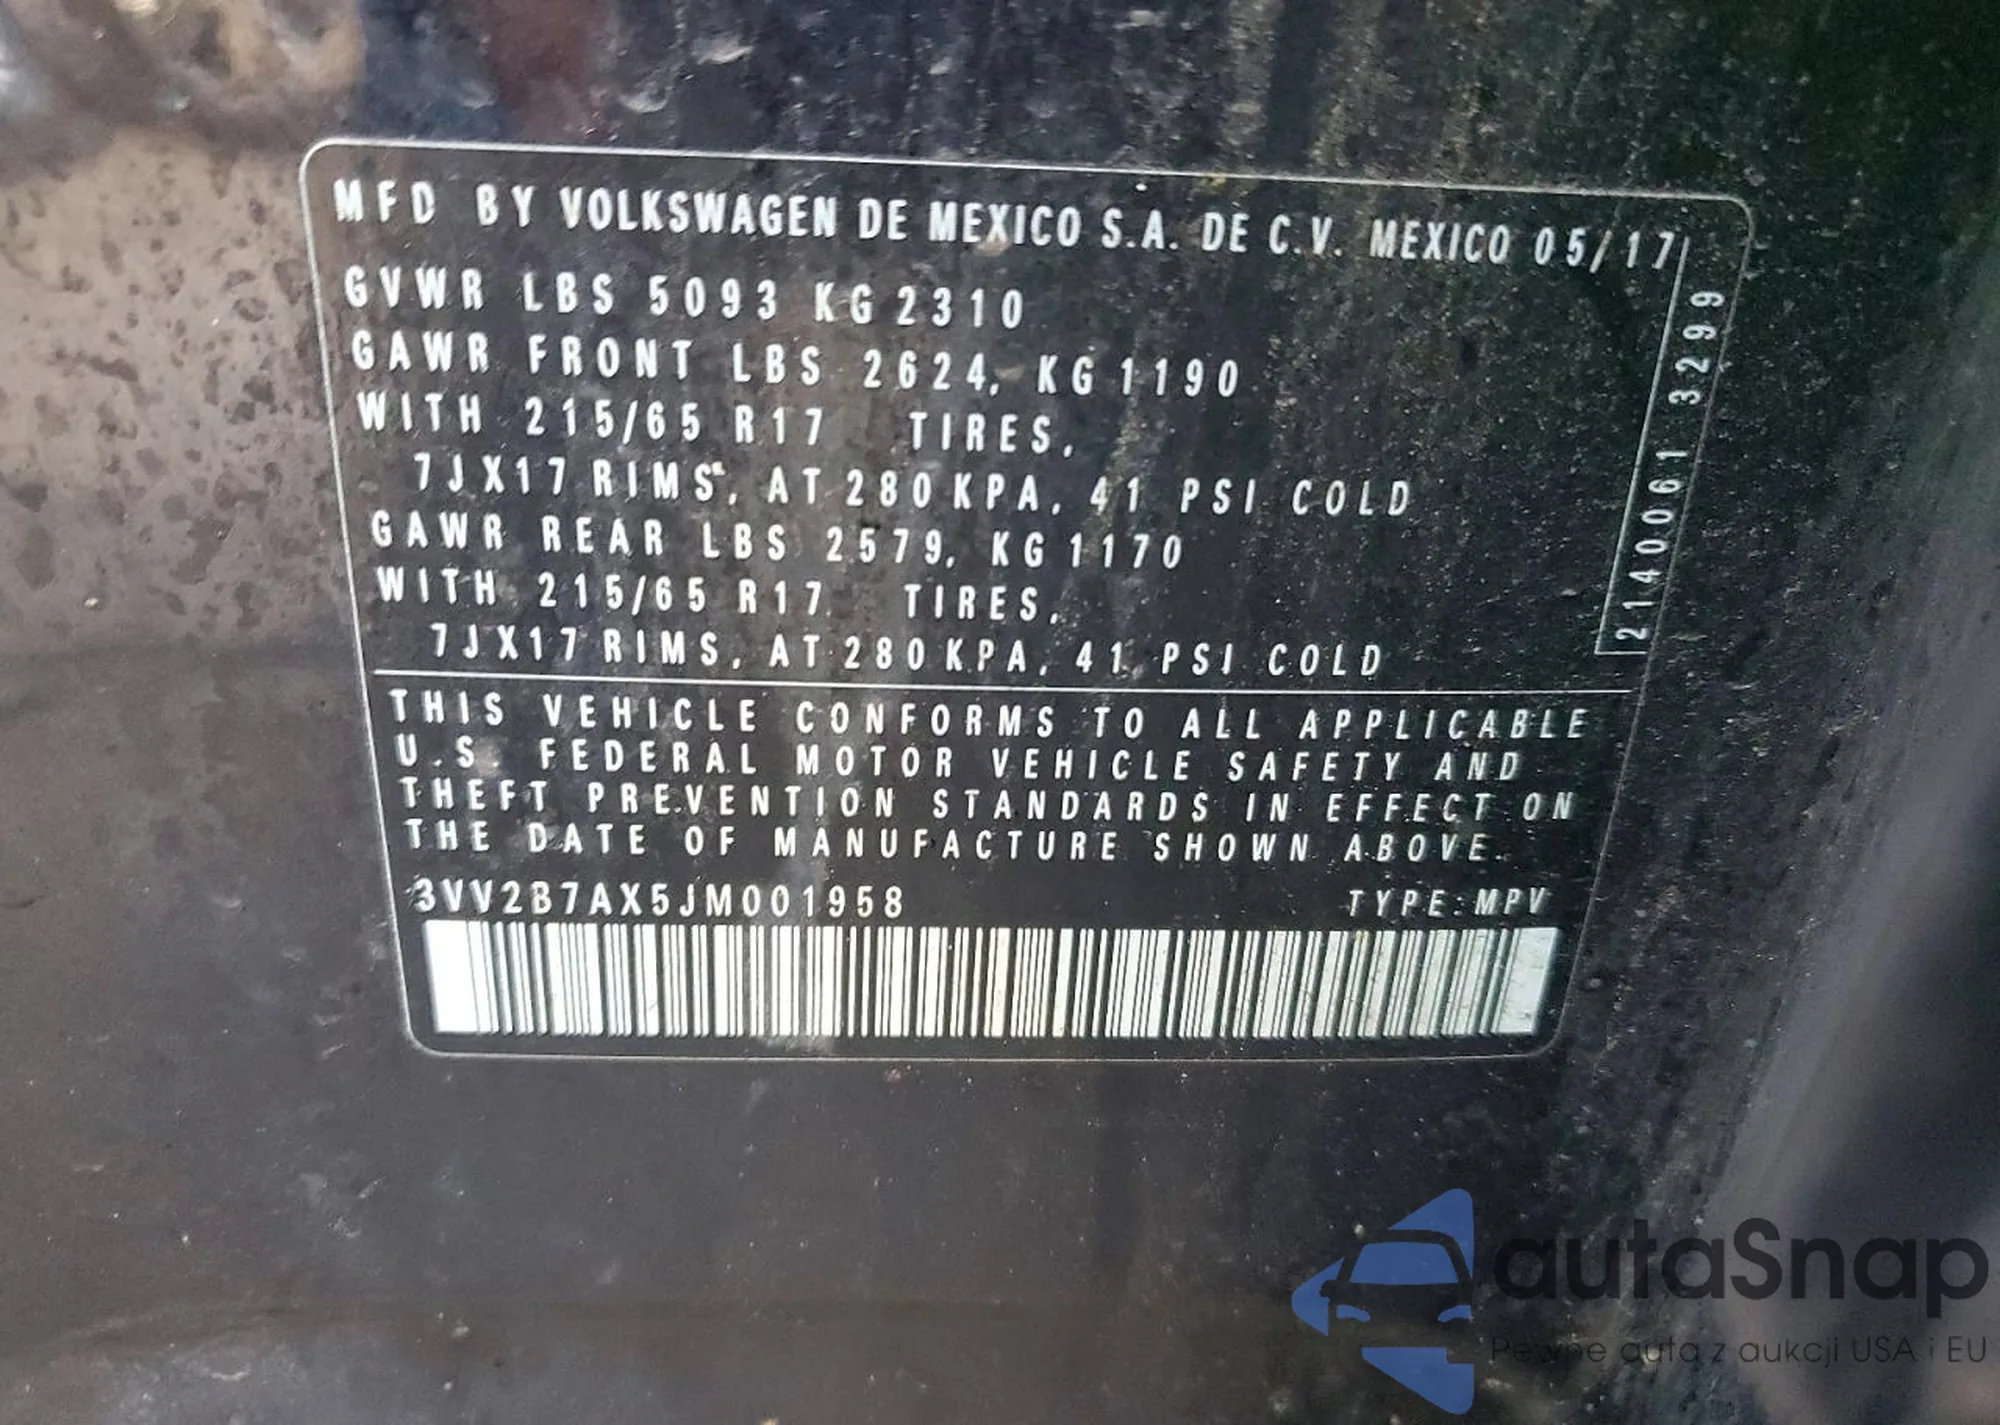 MFD BY VOLKSWAGEN DE MEXICO S.A. DE C.V. MEXICO 05/17
GVWR LBS 5093 KG 2310
GAWR FRONT LBS 2624, KG 1190
WITH 215/65 R17 TIRES,
7JX17 RIMS, AT 280 KPA, 41 PSI COLD
GAWR REAR LBS 2579, KG 1170
WITH 215/65 R17 TIRES,
7JX17 RIMS, AT 280 KPA, 41 PSI COLD
2140061 3299
THIS VEHICLE CONFORMS TO ALL APPLICABLE
U.S. FEDERAL MOTOR VEHICLE SAFETY AND
THEFT PREVENTION STANDARDS IN EFFECT ON
THE DATE OF MANUFACTURE SHOWN ABOVE.
3VV2B7AX5JM001958 TYPE: MPV
autaSnap
Pewne auta z aukcji USA i EU